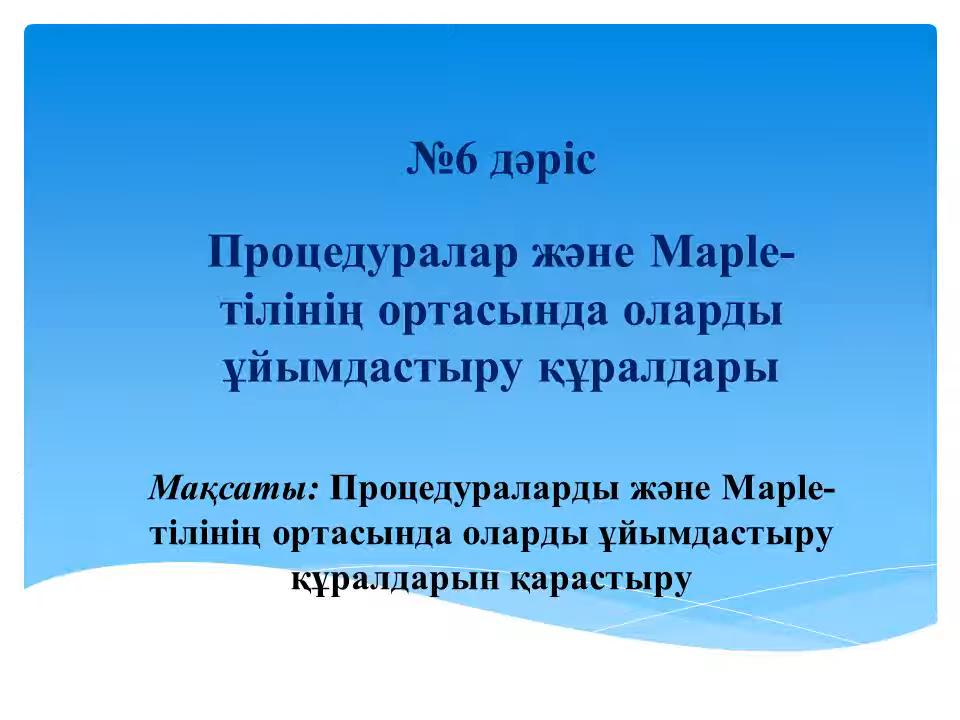 №6 дәріс
Процедуралар және Maple-
тілінің ортасында оларды
ұйымдастыру құралдары
Мақсаты: Процедураларды және Maple-
тілінің ортасында оларды ұйымдастыру
құралдарын қарастыру